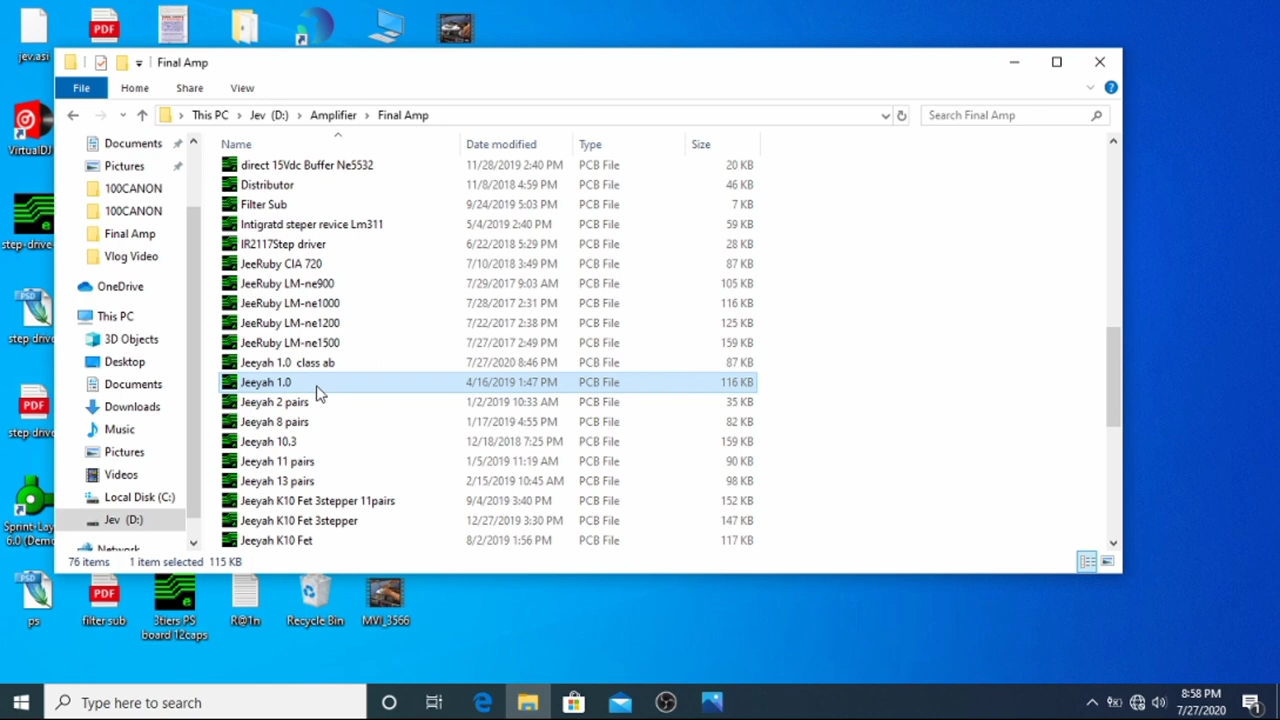 jev.asi
PDF
Final Amp
File
Home
Share
View
This PC
Jev (D:)
Amplifier
Final Amp
Search Final Amp
VirtualDJ
step-drive
PSD
step drive
PDF
step drive
Sprint-Lay
6.0 (Demo
Documents
Pictures
100CANON
100CANON
Final Amp
Vlog Video
OneDrive
This PC
3D Objects
Desktop
Documents
Downloads
Music
Pictures
Videos
Local Disk (C:)
Jev (D:)
Network
Name Date modified Type Size
direct 15Vdc Buffer Ne5532 11/28/2019 2:40 PM PCB File 20 KB
Distributor 11/8/2018 4:59 PM PCB File 46 KB
Filter Sub 9/24/2019 5:03 PM PCB File 7 KB
Intigratd steper revice Lm311 5/4/2019 2:40 PM PCB File 59 KB
IR2117Step driver 6/22/2018 5:29 PM PCB File 28 KB
JeeRuby CIA 720 7/10/2018 3:49 PM PCB File 87 KB
JeeRuby LM-ne900 7/29/2017 9:03 AM PCB File 105 KB
JeeRuby LM-ne1000 7/28/2017 2:31 PM PCB File 116 KB
JeeRuby LM-ne1200 7/22/2017 2:38 PM PCB File 125 KB
JeeRuby LM-ne1500 7/27/2017 2:49 PM PCB File 159 KB
Jeeyah 1.0 class ab 7/27/2020 8:46 PM PCB File 87 KB
Jeeyah 1.0 4/16/2019 1:47 PM PCB File 116 KB
Jeeyah 2 pairs 1/2/2019 10:33 AM PCB File 35 KB
Jeeyah 8 pairs 1/17/2019 4:55 PM PCB File 82 KB
Jeeyah 10.3 12/18/2018 7:25 PM PCB File 159 KB
Jeeyah 11 pairs 1/5/2019 11:19 AM PCB File 90 KB
Jeeyah 13 pairs 2/15/2019 10:45 AM PCB File 98 KB
Jeeyah K10 Fet 3stepper 11pairs 9/4/2019 3:40 PM PCB File 152 KB
Jeeyah K10 Fet 3stepper 12/27/2019 3:30 PM PCB File 147 KB
Jeeyah K10 Fet 8/2/2019 1:56 PM PCB File 117 KB
76 items 1 item selected 115 KB
PSD
ps
PDF
filter sub
3tiers PS
board 12caps
R@1n
Recycle Bin
MVI_3566
Type here to search
8:58 PM
7/27/2020
1